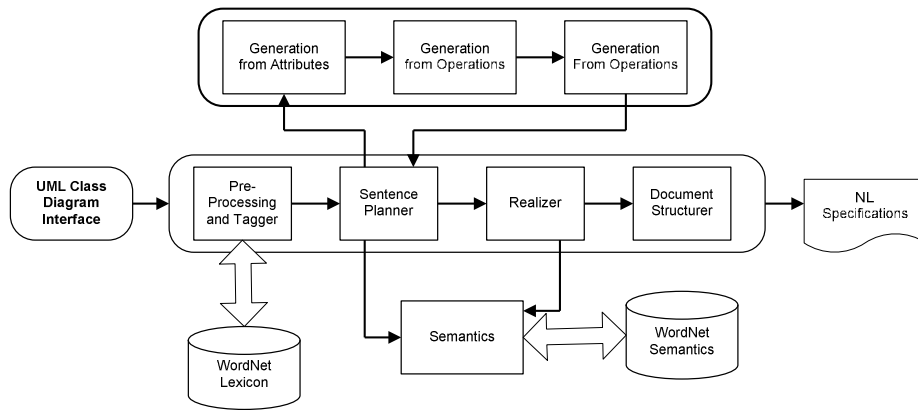 Generation
from Attributes
Generation
from Operations
Generation
From Operations
UML Class
Diagram
Interface
Pre-
Processing
and Tagger
Sentence
Planner
Realizer
Document
Structurer
NL
Specifications
Semantics
WordNet
Semantics
WordNet
Lexicon